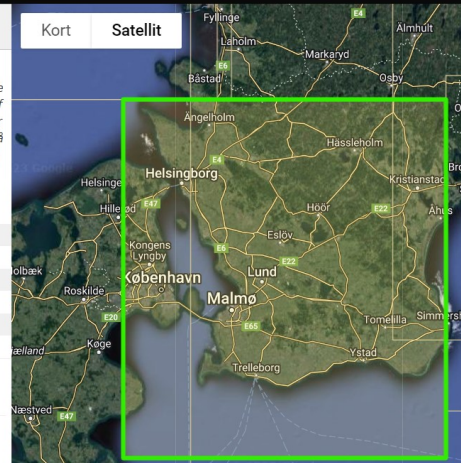 Kort
Satellit
Fyllinge
E4
Älmhult
Laholm
Markaryd
E6
Båstad
Osby
Ängelholm
Hässleholm
E4
Helsingborg
Helsinge
Kristianstad
E47
Hillerød
Höör
E22
Åhus
Kongens
Lyngby
E6
Eslöv
E22
København
Lund
Roskilde
Malmø
E20
E65
Tomelilla
Køge
Ystad
Trelleborg
Næstved
E47